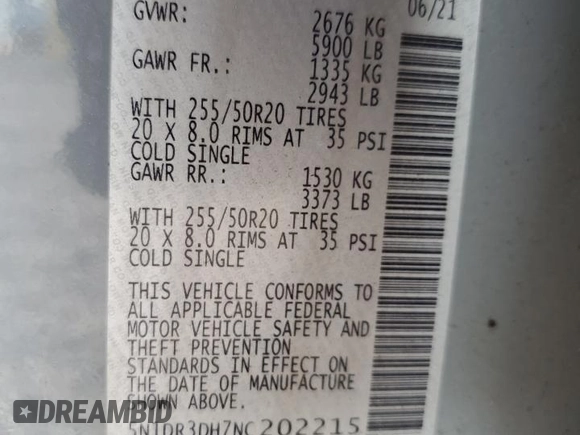 06/21
GVWR: 2676 KG
5900 LB
GAWR FR.: 1335 KG
2943 LB
WITH 255/50R20 TIRES
20 X 8.0 RIMS AT 35 PSI
COLD SINGLE
GAWR RR.: 1530 KG
3373 LB
WITH 255/50R20 TIRES
20 X 8.0 RIMS AT 35 PSI
COLD SINGLE
THIS VEHICLE CONFORMS TO
ALL APPLICABLE FEDERAL
MOTOR VEHICLE SAFETY AND
THEFT PREVENTION
STANDARDS IN EFFECT ON
THE DATE OF MANUFACTURE
SHOWN ABOVE.
5N1DR3DH7NC202215
DREAMBID